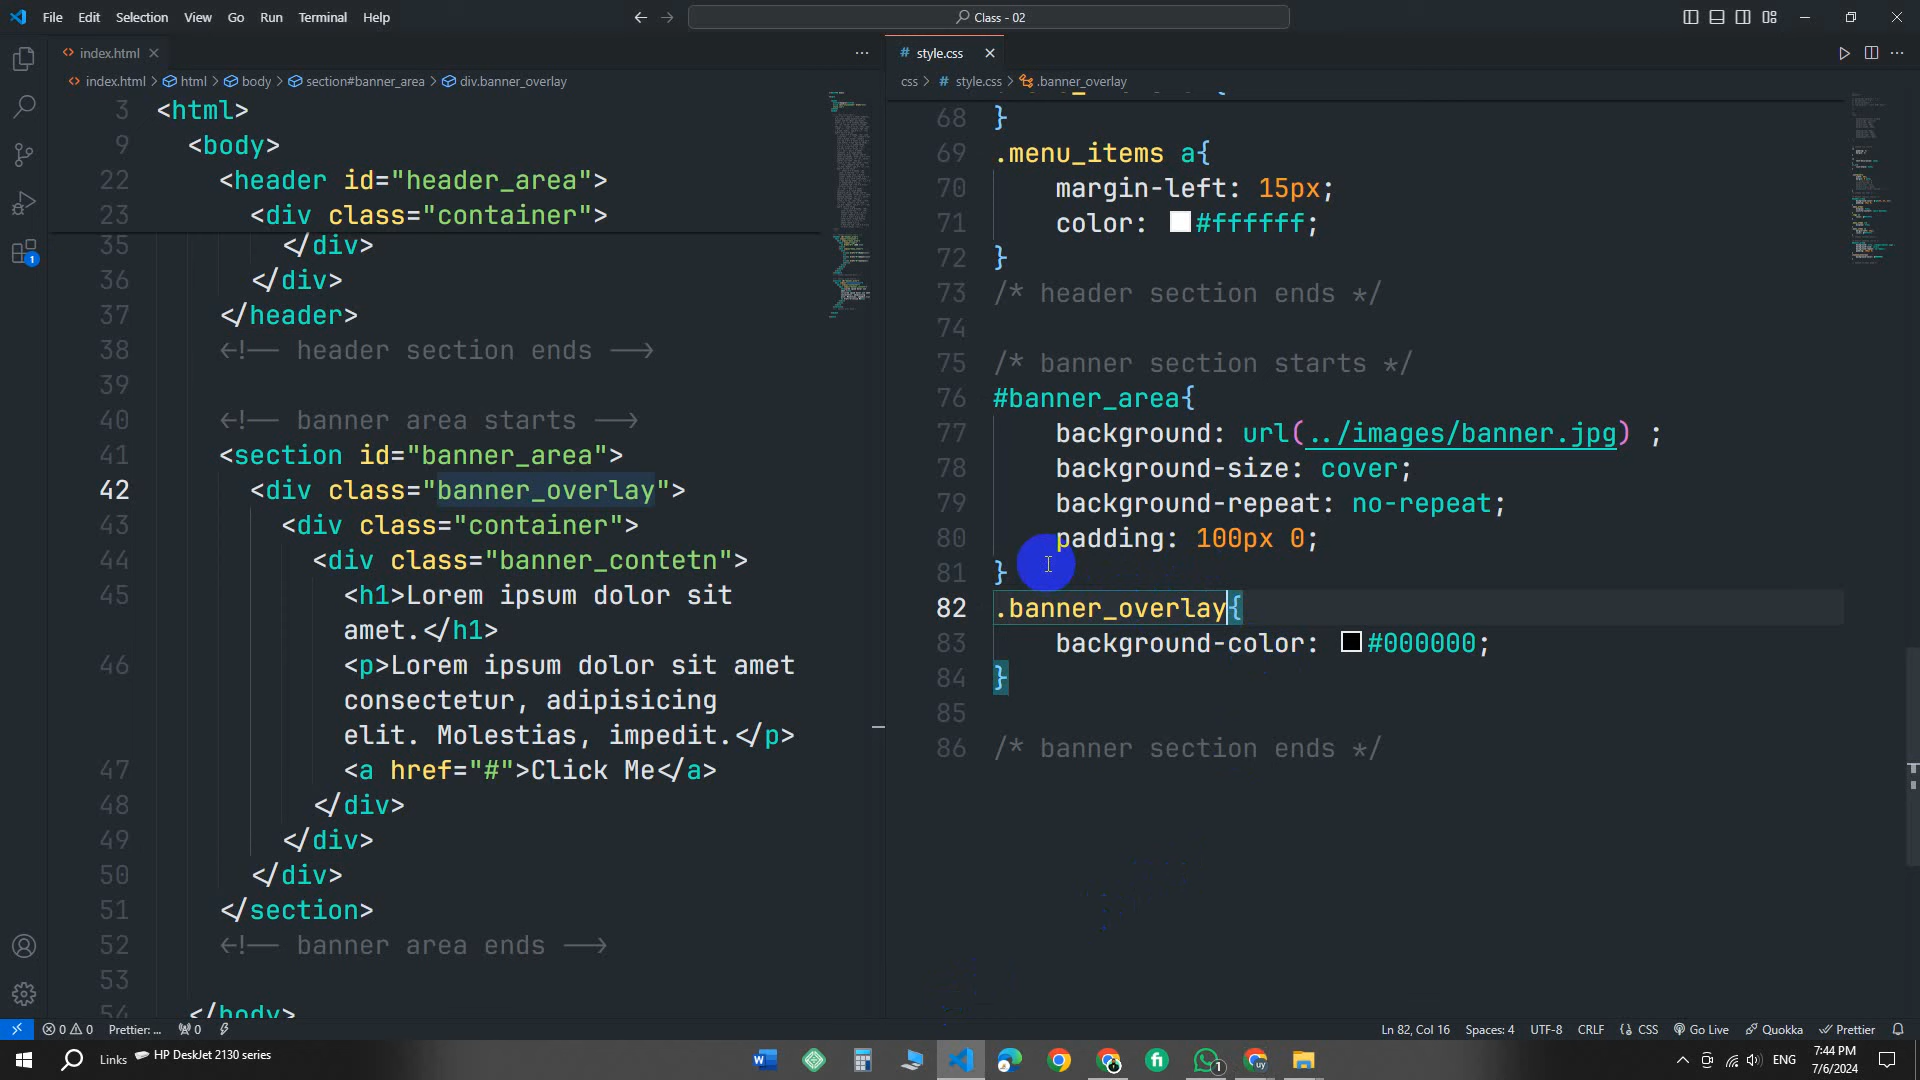 File Edit Selection View Go Run Terminal Help
Class - 02
index.html
style.css
index.html > html > body > section#banner_area > div.banner_overlay
css > # style.css > .banner_overlay
3 <html>
9 <body>
22 <header id="header_area">
23 <div class="container">
35 </div>
36 </div>
37 </header>
38 <!-- header section ends -->
39
40 <!-- banner area starts -->
41 <section id="banner_area">
42 <div class="banner_overlay">
43 <div class="container">
44 <div class="banner_contetn">
45 <h1>Lorem ipsum dolor sit
amet.</h1>
46 <p>Lorem ipsum dolor sit amet
consectetur, adipisicing
elit. Molestias, impedit.</p>
47 <a href="#">Click Me</a>
48 </div>
49 </div>
50 </div>
51 </section>
52 <!-- banner area ends -->
53
54 </body>
68 }
69 .menu_items a{
70 margin-left: 15px;
71 color: #ffffff;
72 }
73 /* header section ends */
74
75 /* banner section starts */
76 #banner_area{
77 background: url(../images/banner.jpg) ;
78 background-size: cover;
79 background-repeat: no-repeat;
80 padding: 100px 0;
81 }
82 .banner_overlay{
83 background-color: #000000;
84 }
85
86 /* banner section ends */
1
0 0 Prettier: ... 0
Ln 82, Col 16 Spaces: 4 UTF-8 CRLF CSS Go Live Quokka Prettier
Links HP DeskJet 2130 series
1
ENG
7:44 PM
7/6/2024